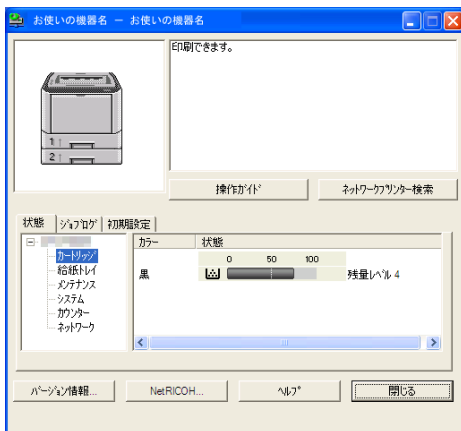 お使いの機器名 － お使いの機器名
印刷できます。
1
2
操作ｶﾞｲﾄﾞ
ﾈｯﾄﾜｰｸﾌﾟﾘﾝﾀｰ検索
状態
ｼﾞｮﾌﾞﾛｸﾞ
初期設定
ｶｰﾄﾘｯｼﾞ
給紙ﾄﾚｲ
ﾒﾝﾃﾅﾝｽ
ｼｽﾃﾑ
ｶｳﾝﾀｰ
ﾈｯﾄﾜｰｸ
ｶﾗｰ
状態
0 50 100
黒
残量ﾚﾍﾞﾙ 4
ﾊﾞｰｼﾞｮﾝ情報...
NetRICOH...
ﾍﾙﾌﾟ
閉じる